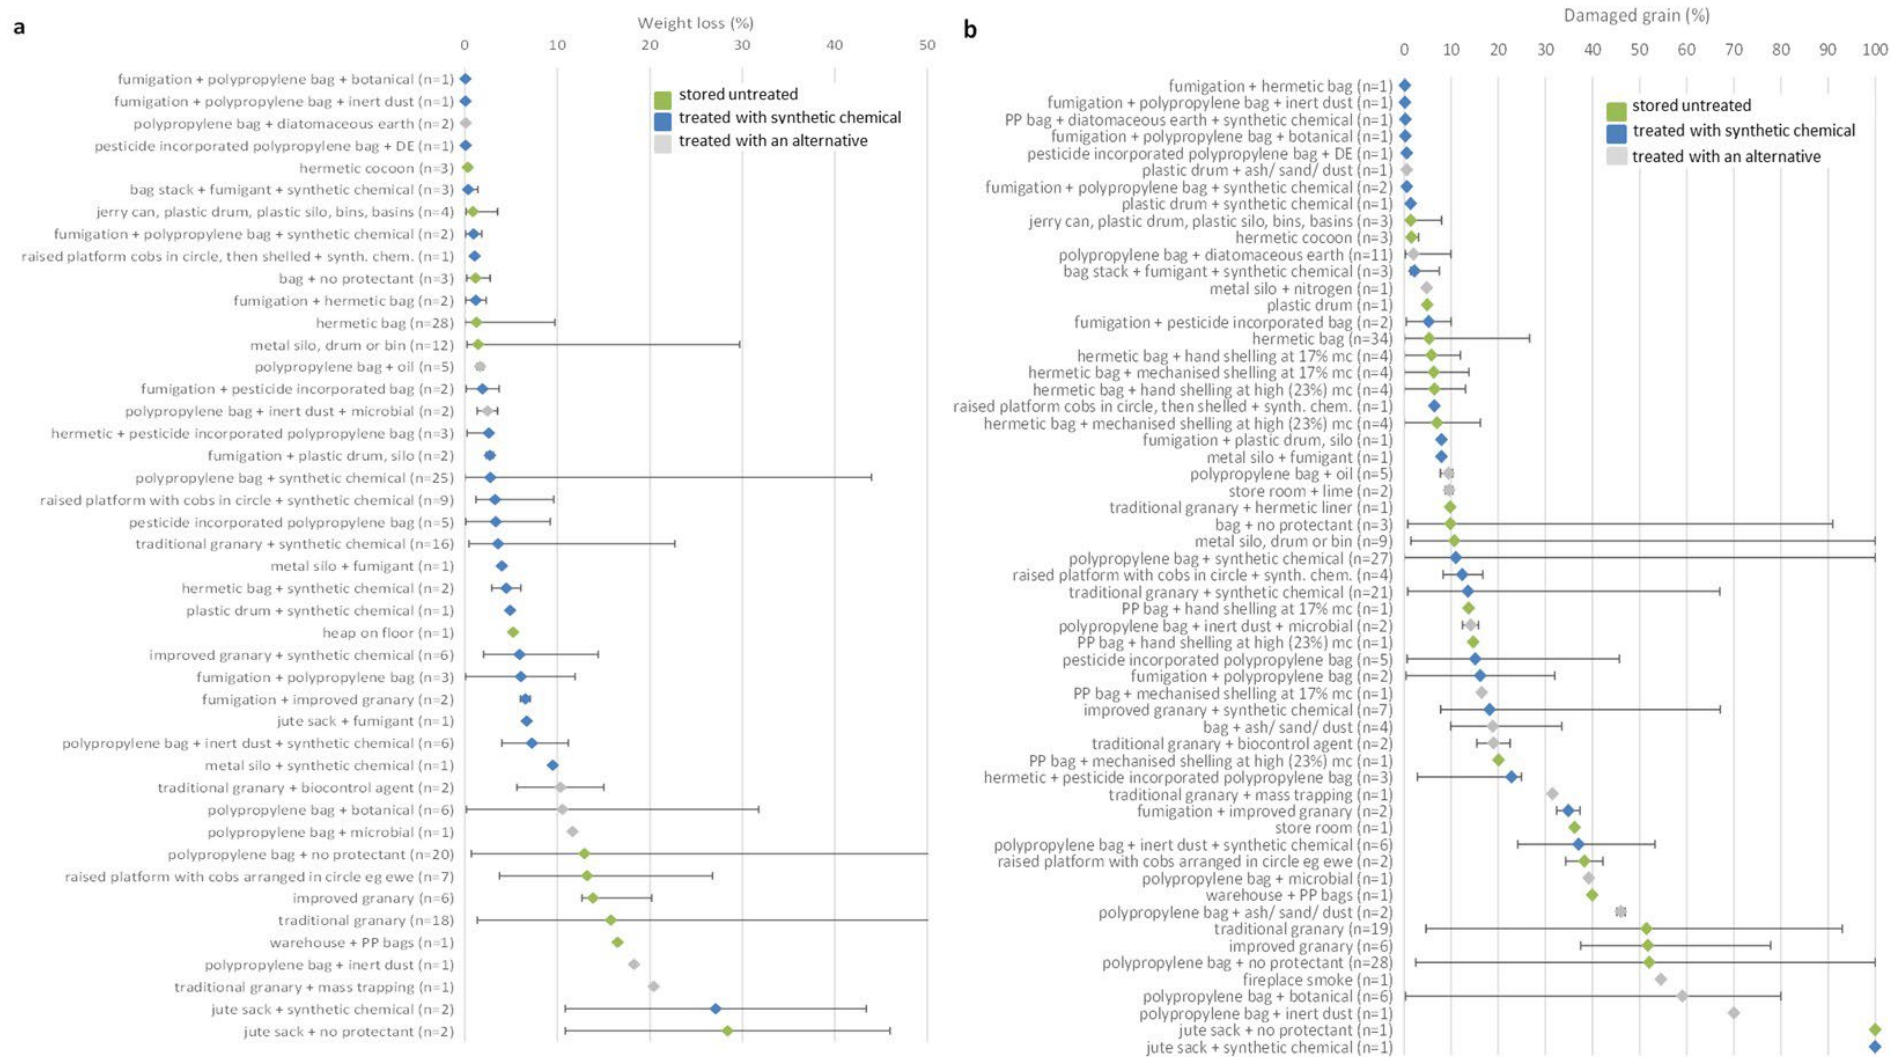 a
Weight loss (%)
0 10 20 30 40 50
stored untreated
treated with synthetic chemical
treated with an alternative
fumigation + polypropylene bag + botanical (n=1)
fumigation + polypropylene bag + inert dust (n=1)
polypropylene bag + diatomaceous earth (n=2)
pesticide incorporated polypropylene bag + DE (n=1)
hermetic cocoon (n=3)
bag stack + fumigant + synthetic chemical (n=3)
jerry can, plastic drum, plastic silo, bins, basins (n=4)
fumigation + polypropylene bag + synthetic chemical (n=2)
raised platform cobs in circle, then shelled + synth. chem. (n=1)
bag + no protectant (n=3)
fumigation + hermetic bag (n=2)
hermetic bag (n=28)
metal silo, drum or bin (n=12)
polypropylene bag + oil (n=5)
fumigation + pesticide incorporated bag (n=2)
polypropylene bag + inert dust + microbial (n=2)
hermetic + pesticide incorporated polypropylene bag (n=3)
fumigation + plastic drum, silo (n=2)
polypropylene bag + synthetic chemical (n=25)
raised platform with cobs in circle + synthetic chemical (n=9)
pesticide incorporated polypropylene bag (n=5)
traditional granary + synthetic chemical (n=16)
metal silo + fumigant (n=1)
hermetic bag + synthetic chemical (n=2)
plastic drum + synthetic chemical (n=1)
heap on floor (n=1)
improved granary + synthetic chemical (n=6)
fumigation + polypropylene bag (n=3)
fumigation + improved granary (n=2)
jute sack + fumigant (n=1)
polypropylene bag + inert dust + synthetic chemical (n=6)
metal silo + synthetic chemical (n=1)
traditional granary + biocontrol agent (n=2)
polypropylene bag + botanical (n=6)
polypropylene bag + microbial (n=1)
polypropylene bag + no protectant (n=20)
raised platform with cobs arranged in circle eg ewe (n=7)
improved granary (n=6)
traditional granary (n=18)
warehouse + PP bags (n=1)
polypropylene bag + inert dust (n=1)
traditional granary + mass trapping (n=1)
jute sack + synthetic chemical (n=2)
jute sack + no protectant (n=2)
b
Damaged grain (%)
0 10 20 30 40 50 60 70 80 90 100
stored untreated
treated with synthetic chemical
treated with an alternative
fumigation + hermetic bag (n=1)
fumigation + polypropylene bag + inert dust (n=1)
PP bag + diatomaceous earth + synthetic chemical (n=1)
fumigation + polypropylene bag + botanical (n=1)
pesticide incorporated polypropylene bag + DE (n=1)
plastic drum + ash/ sand/ dust (n=1)
fumigation + polypropylene bag + synthetic chemical (n=2)
plastic drum + synthetic chemical (n=1)
jerry can, plastic drum, plastic silo, bins, basins (n=3)
hermetic cocoon (n=3)
polypropylene bag + diatomaceous earth (n=11)
bag stack + fumigant + synthetic chemical (n=3)
metal silo + nitrogen (n=1)
plastic drum (n=1)
fumigation + pesticide incorporated bag (n=2)
hermetic bag (n=34)
hermetic bag + hand shelling at 17% mc (n=4)
hermetic bag + mechanised shelling at 17% mc (n=4)
hermetic bag + hand shelling at high (23%) mc (n=4)
raised platform cobs in circle, then shelled + synth. chem. (n=1)
hermetic bag + mechanised shelling at high (23%) mc (n=4)
fumigation + plastic drum, silo (n=1)
metal silo + fumigant (n=1)
polypropylene bag + oil (n=5)
store room + lime (n=2)
traditional granary + hermetic liner (n=1)
bag + no protectant (n=3)
metal silo, drum or bin (n=9)
polypropylene bag + synthetic chemical (n=27)
raised platform with cobs in circle + synth. chem. (n=4)
traditional granary + synthetic chemical (n=21)
PP bag + hand shelling at 17% mc (n=1)
polypropylene bag + inert dust + microbial (n=2)
PP bag + hand shelling at high (23%) mc (n=1)
pesticide incorporated polypropylene bag (n=5)
fumigation + polypropylene bag (n=2)
PP bag + mechanised shelling at 17% mc (n=1)
improved granary + synthetic chemical (n=7)
bag + ash/ sand/ dust (n=4)
traditional granary + biocontrol agent (n=2)
PP bag + mechanised shelling at high (23%) mc (n=1)
hermetic + pesticide incorporated polypropylene bag (n=3)
traditional granary + mass trapping (n=1)
fumigation + improved granary (n=2)
store room (n=1)
polypropylene bag + inert dust + synthetic chemical (n=6)
raised platform with cobs arranged in circle eg ewe (n=2)
polypropylene bag + microbial (n=1)
warehouse + PP bags (n=1)
polypropylene bag + ash/ sand/ dust (n=2)
traditional granary (n=19)
improved granary (n=6)
polypropylene bag + no protectant (n=28)
fireplace smoke (n=1)
polypropylene bag + botanical (n=6)
polypropylene bag + inert dust (n=1)
jute sack + no protectant (n=1)
jute sack + synthetic chemical (n=1)